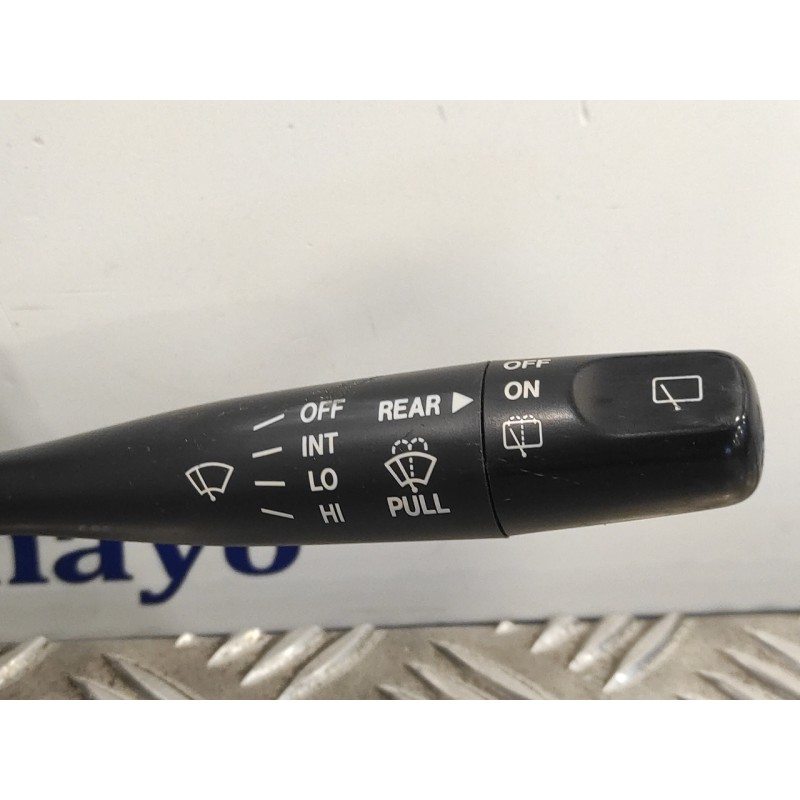 OFF
INT
LO
HI
REAR
PULL
OFF
ON